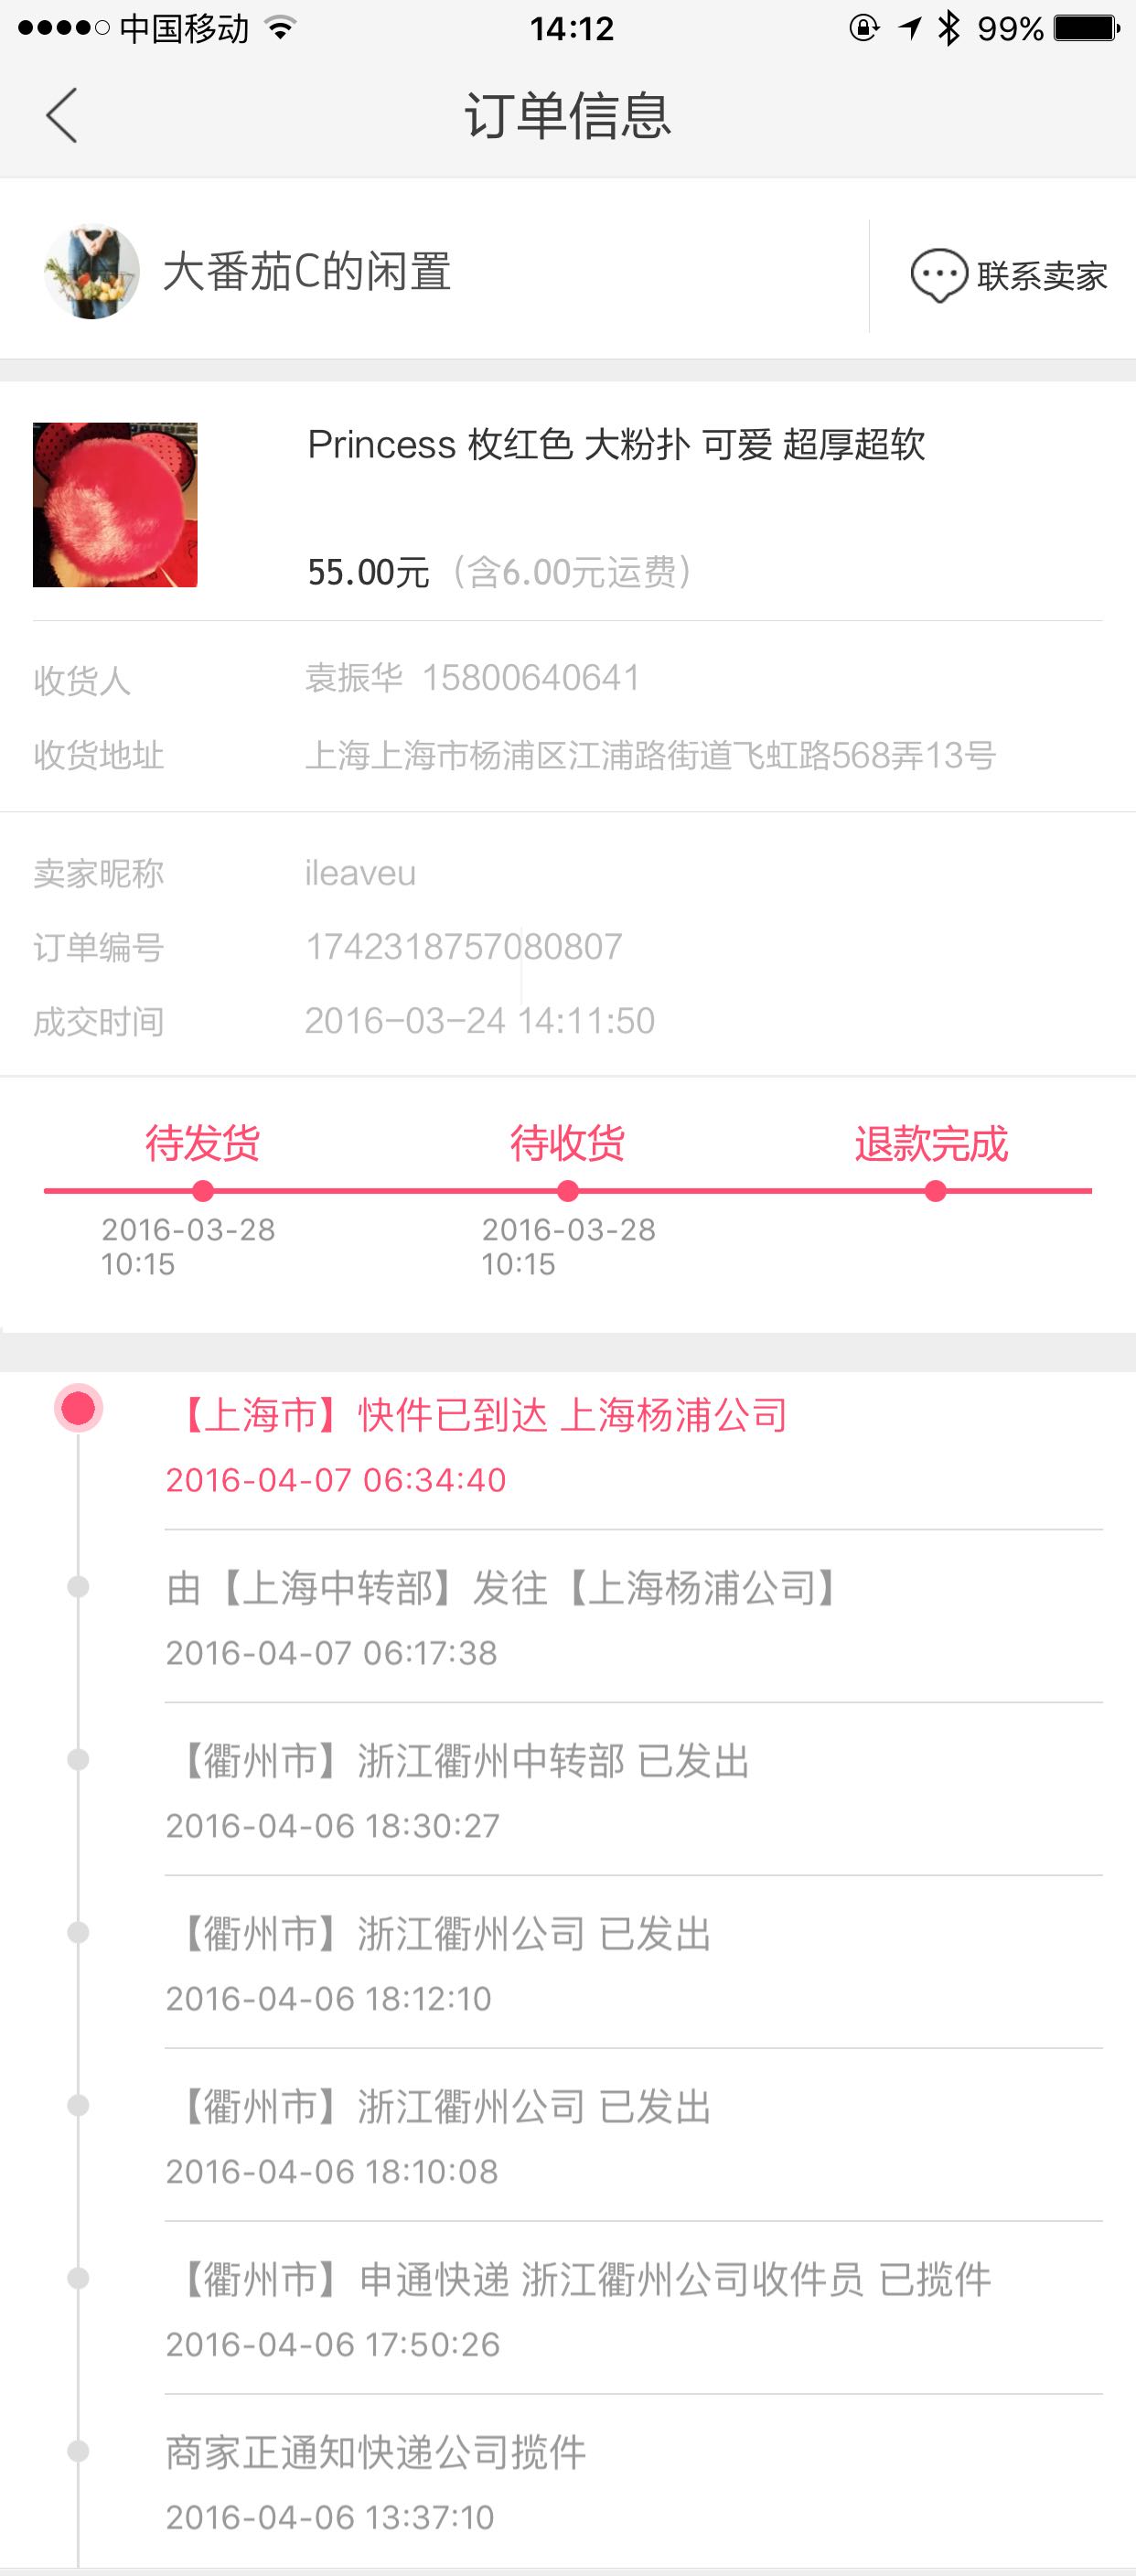 中国移动 14:12 99%
订单信息
大番茄C的闲置 联系卖家
Princess 枚红色 大粉扑 可爱 超厚超软
55.00元（含6.00元运费）
收货人 袁振华 15800640641
收货地址 上海上海市杨浦区江浦路街道飞虹路568弄13号
卖家昵称 ileaveu
订单编号 1742318757080807
成交时间 2016-03-24 14:11:50
待发货 待收货 退款完成
2016-03-28 2016-03-28
10:15 10:15
【上海市】快件已到达 上海杨浦公司
2016-04-07 06:34:40
由【上海中转部】发往【上海杨浦公司】
2016-04-07 06:17:38
【衢州市】浙江衢州中转部 已发出
2016-04-06 18:30:27
【衢州市】浙江衢州公司 已发出
2016-04-06 18:12:10
【衢州市】浙江衢州公司 已发出
2016-04-06 18:10:08
【衢州市】申通快递 浙江衢州公司收件员 已揽件
2016-04-06 17:50:26
商家正通知快递公司揽件
2016-04-06 13:37:10